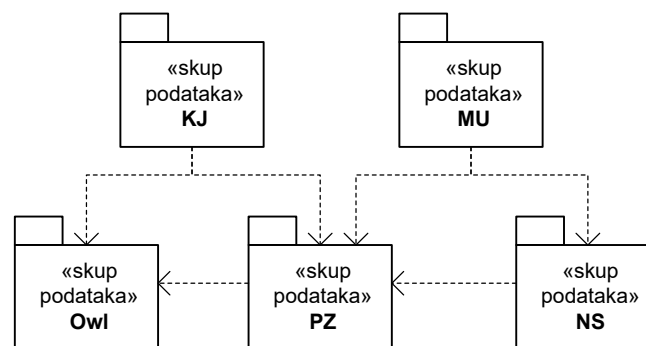 «skup
podataka»
KJ
«skup
podataka»
MU
«skup
podataka»
Owl
«skup
podataka»
PZ
«skup
podataka»
NS